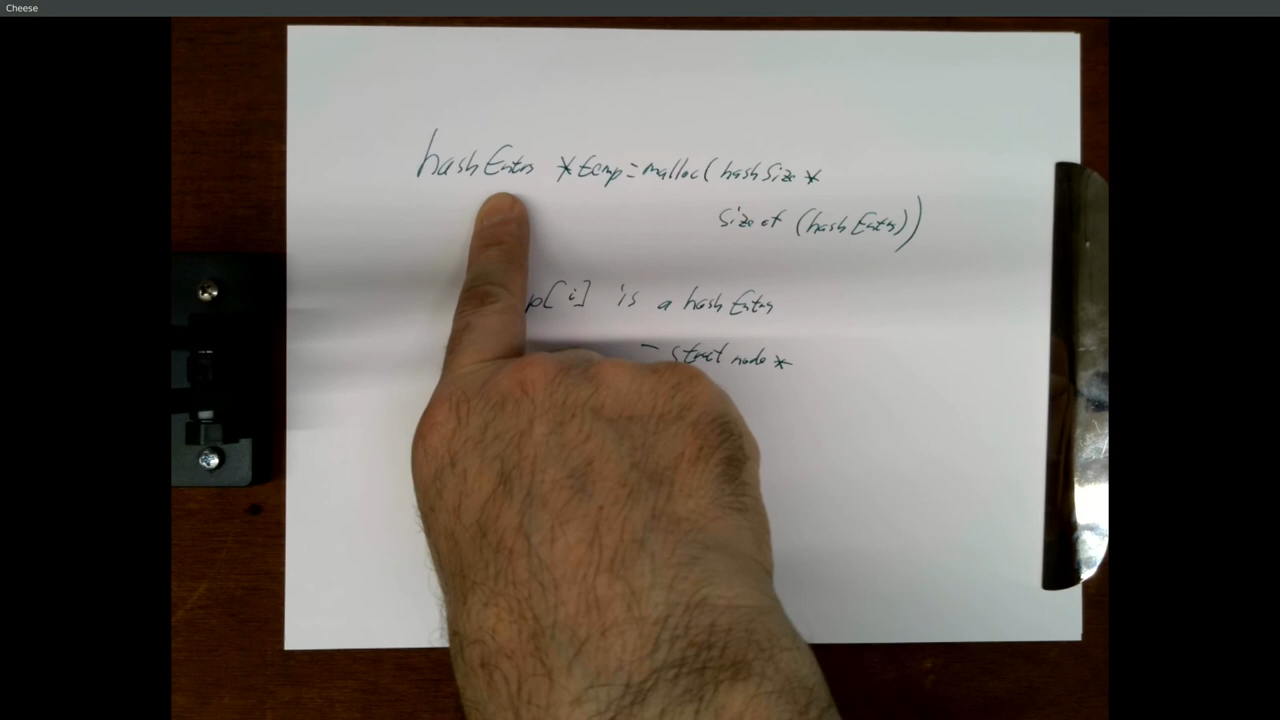 Cheese
hashEntry *temp=malloc(hashSize *
sizeof (hashEntry))
p[i] is a hashEntry
- struct node *